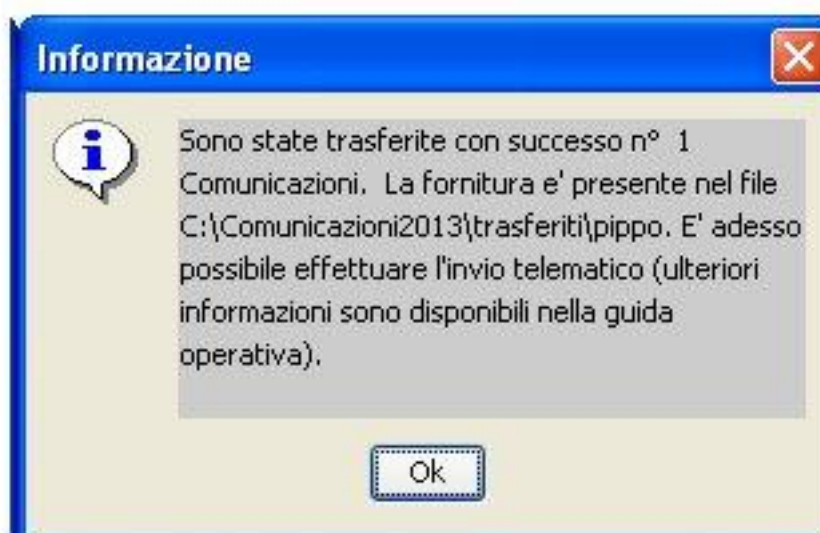 Informazione
Sono state trasferite con successo n° 1
Comunicazioni. La fornitura e' presente nel file
C:\Comunicazioni2013\trasferiti\pippo. E' adesso
possibile effettuare l'invio telematico (ulteriori
informazioni sono disponibili nella guida
operativa).
Ok